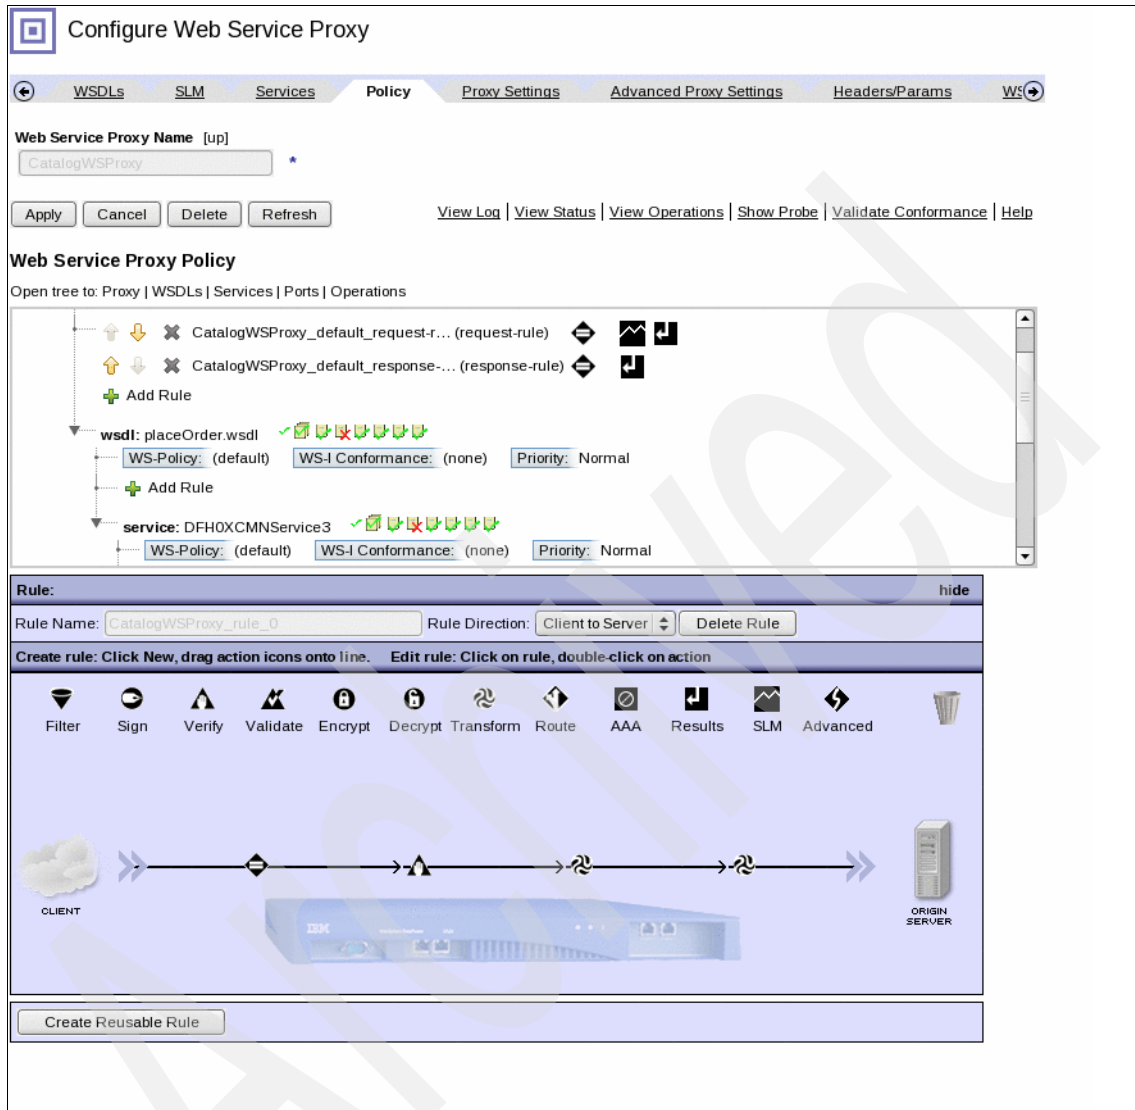 Configure Web Service Proxy
WSDLs SLM Services Policy Proxy Settings Advanced Proxy Settings Headers/Params WS
Web Service Proxy Name [up]
CatalogWSProxy *
Apply Cancel Delete Refresh View Log | View Status | View Operations | Show Probe | Validate Conformance | Help
Web Service Proxy Policy
Open tree to: Proxy | WSDLs | Services | Ports | Operations
CatalogWSProxy_default_request-r... (request-rule)
CatalogWSProxy_default_response-... (response-rule)
Add Rule
wsdl: placeOrder.wsdl
WS-Policy: (default) WS-I Conformance: (none) Priority: Normal
Add Rule
service: DFH0XCMNService3
WS-Policy: (default) WS-I Conformance: (none) Priority: Normal
Rule: hide
Rule Name: CatalogWSProxy_rule_0 Rule Direction: Client to Server Delete Rule
Create rule: Click New, drag action icons onto line. Edit rule: Click on rule, double-click on action
Filter Sign Verify Validate Encrypt Decrypt Transform Route AAA Results SLM Advanced
CLIENT
ORIGIN
SERVER
IBM
Create Reusable Rule
Archived